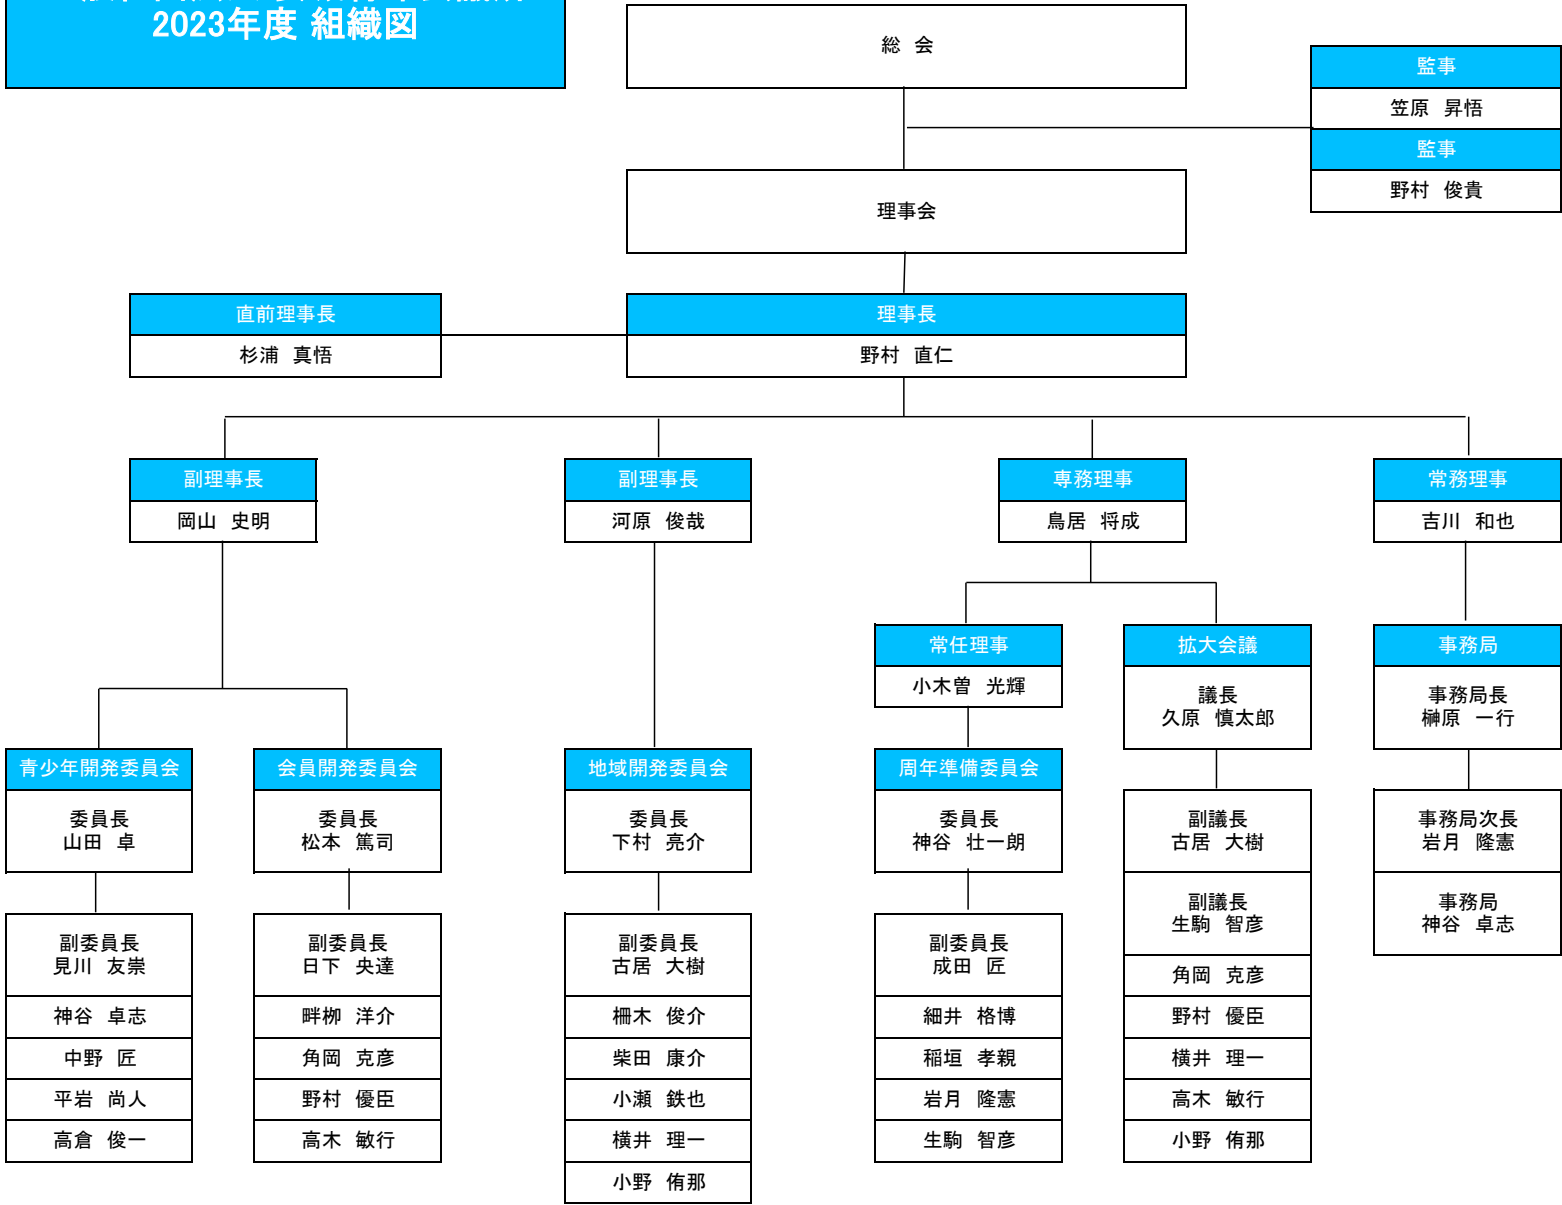 2023年度 組織図
総 会
監事
笠原 昇悟
監事
野村 俊貴
理事会
直前理事長
杉浦 真悟
理事長
野村 直仁
副理事長
岡山 史明
副理事長
河原 俊哉
専務理事
鳥居 将成
常務理事
吉川 和也
常任理事
小木曽 光輝
拡大会議
議長
久原 慎太郎
事務局
事務局長
榊原 一行
青少年開発委員会
委員長
山田 卓
会員開発委員会
委員長
松本 篤司
地域開発委員会
委員長
下村 亮介
周年準備委員会
委員長
神谷 壮一朗
副議長
古居 大樹
副議長
生駒 智彦
角岡 克彦
野村 優臣
横井 理一
高木 敏行
小野 侑那
事務局次長
岩月 隆憲
事務局
神谷 卓志
副委員長
見川 友崇
神谷 卓志
中野 匠
平岩 尚人
高倉 俊一
副委員長
日下 央達
畔栁 洋介
角岡 克彦
野村 優臣
高木 敏行
副委員長
古居 大樹
柵木 俊介
柴田 康介
小瀬 鉄也
横井 理一
小野 侑那
副委員長
成田 匠
細井 格博
稲垣 孝親
岩月 隆憲
生駒 智彦